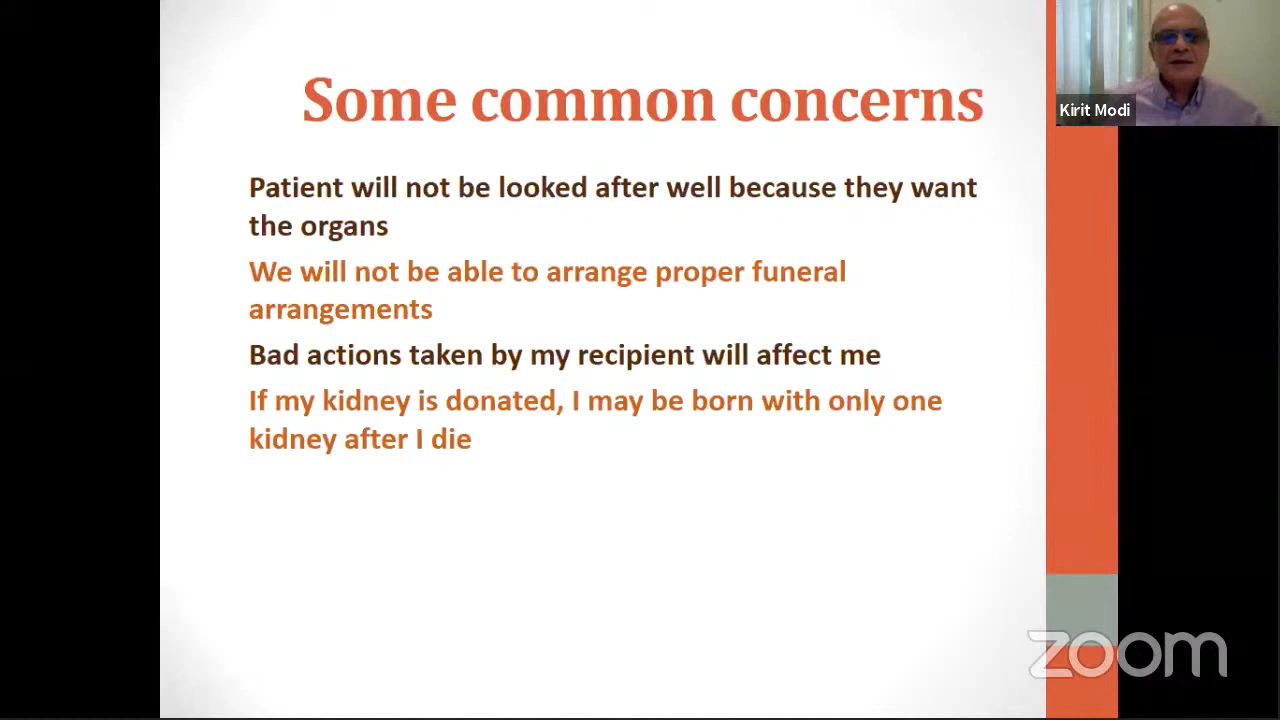 Some common concerns
Patient will not be looked after well because they want
the organs
We will not be able to arrange proper funeral
arrangements
Bad actions taken by my recipient will affect me
If my kidney is donated, I may be born with only one
kidney after I die
Kirit Modi
zoom